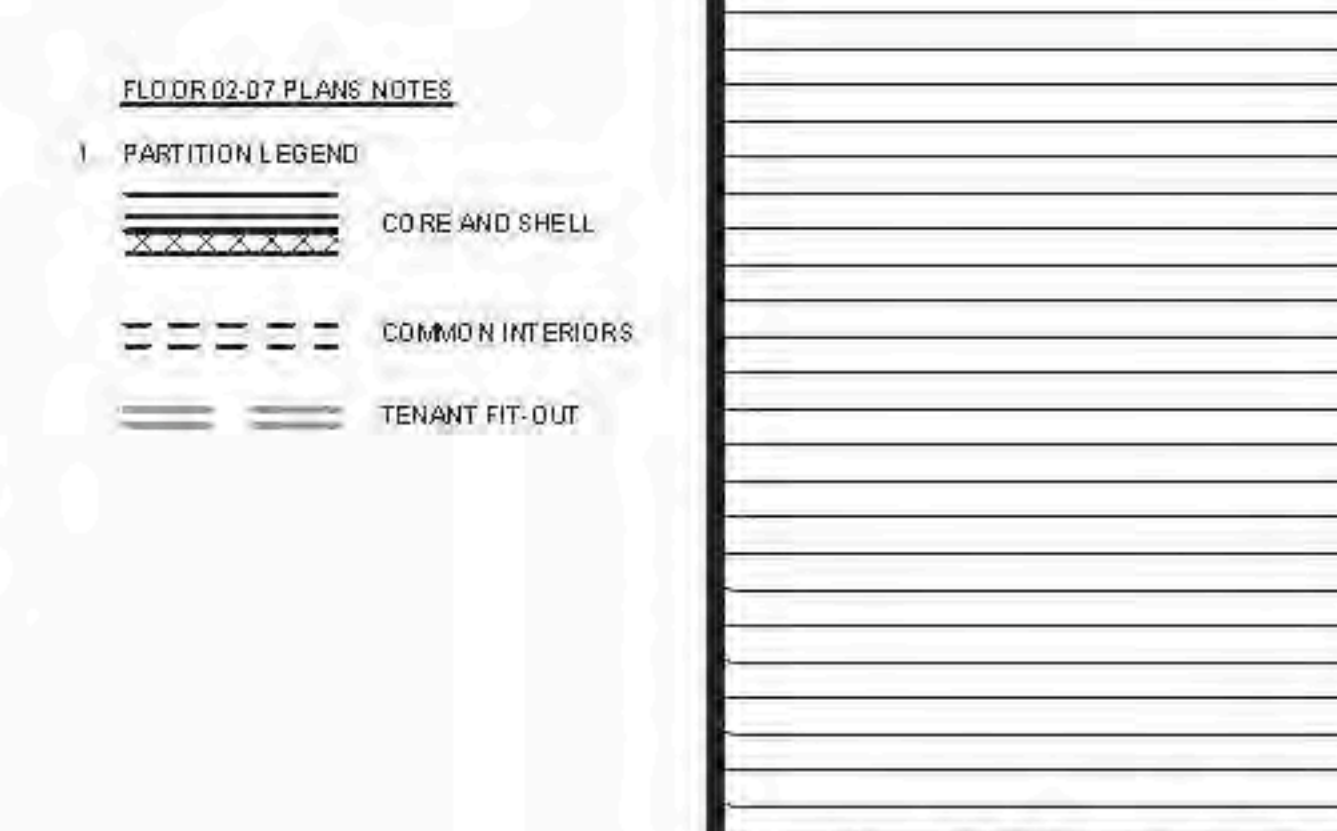 FLOOR 02-07 PLANS NOTES
1. PARTITION LEGEND
CORE AND SHELL
COMMON INTERIORS
TENANT FIT-OUT